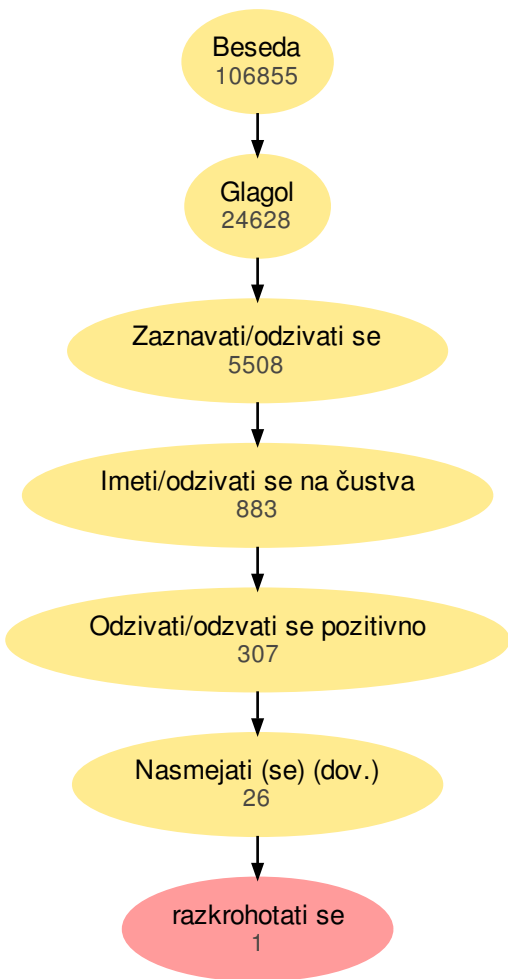 Beseda
106855
Glagol
24628
Zaznavati/odzivati se
5508
Imeti/odzivati se na čustva
883
Odzivati/odzvati se pozitivno
307
Nasmejati (se) (dov.)
26
razkrohotati se
1